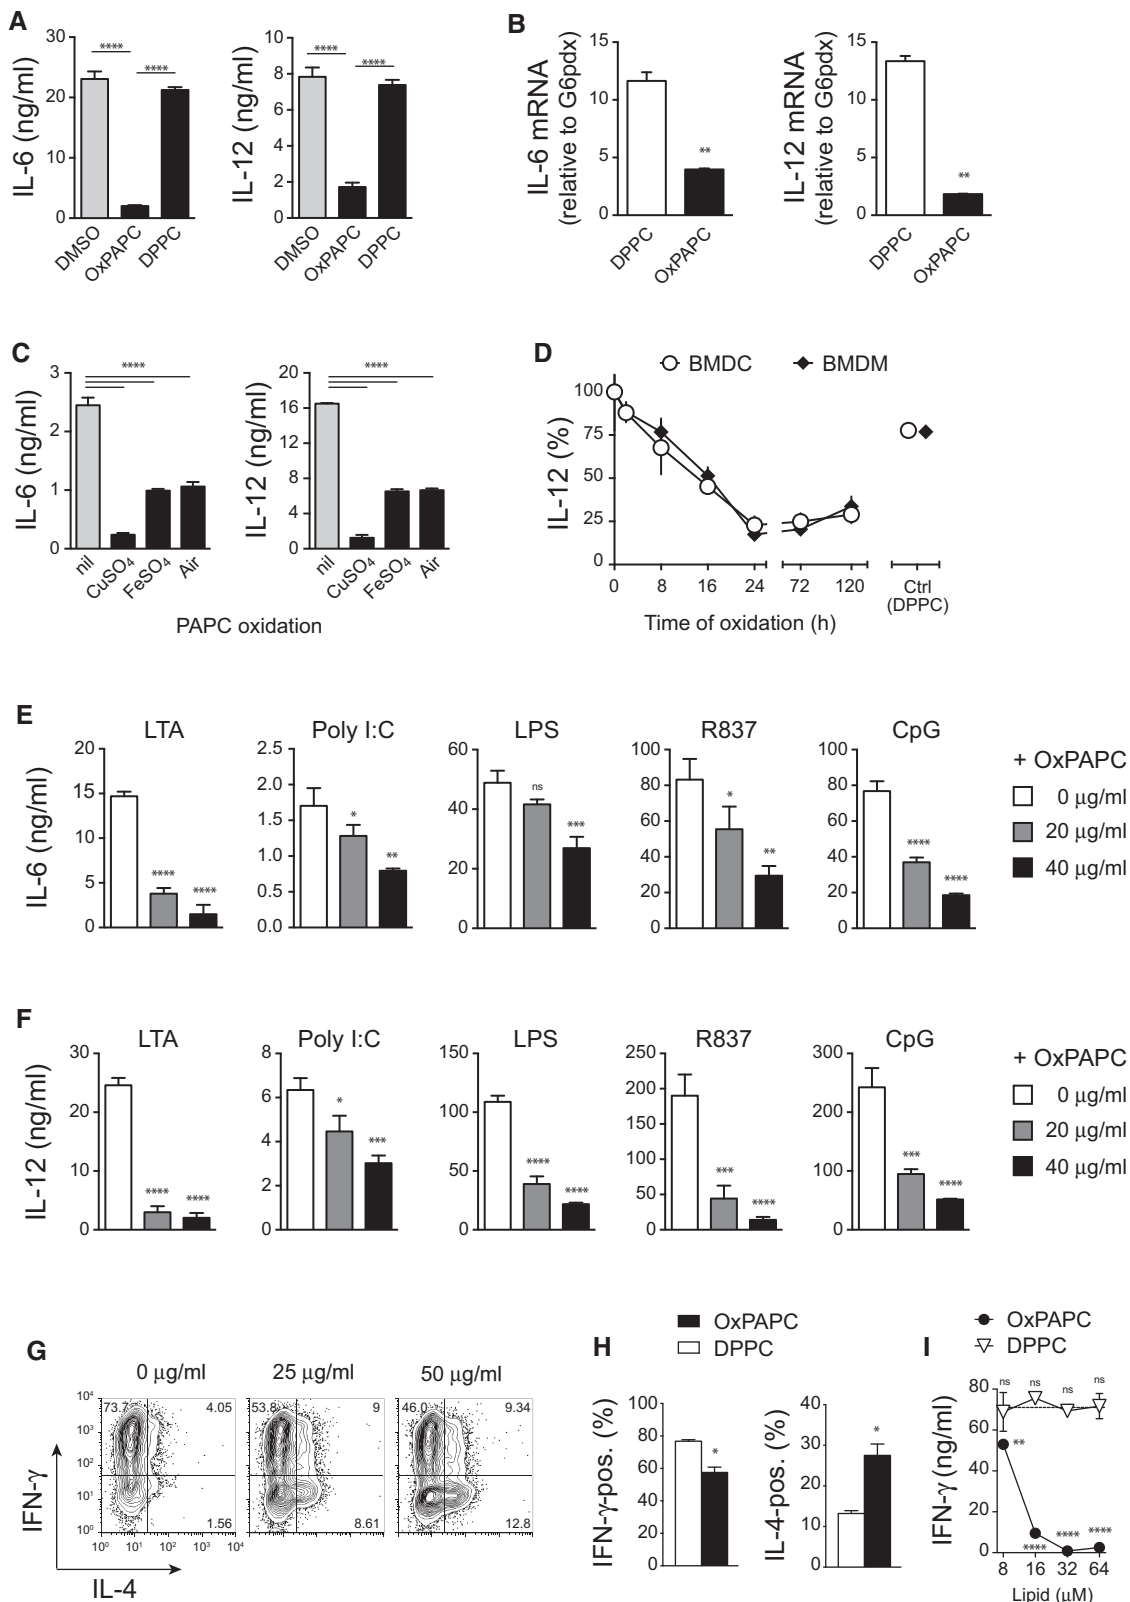 A
IL-6 (ng/ml)
30
20
10
0
****
****
DMSO
OxPAPC
DPPC
IL-12 (ng/ml)
10
8
6
4
2
0
****
****
DMSO
OxPAPC
DPPC
B
IL-6 mRNA
(relative to G6pdx)
15
10
5
0
**
DPPC
OxPAPC
IL-12 mRNA
(relative to G6pdx)
15
10
5
0
**
DPPC
OxPAPC
C
IL-6 (ng/ml)
3
2
1
0
****
nil
CuSO4
FeSO4
Air
IL-12 (ng/ml)
20
16
12
8
4
0
****
nil
CuSO4
FeSO4
Air
PAPC oxidation
D
BMDC
BMDM
IL-12 (%)
100
75
50
25
0
0 8 16 24 72 120
Ctrl
(DPPC)
Time of oxidation (h)
E
IL-6 (ng/ml)
LTA
20
15
10
5
0
****
****
Poly I:C
2.5
2.0
1.5
1.0
0.5
0.0
*
**
LPS
60
40
20
0
ns
***
R837
100
80
60
40
20
0
*
**
CpG
100
80
60
40
20
0
****
****
+ OxPAPC
0 µg/ml
20 µg/ml
40 µg/ml
F
IL-12 (ng/ml)
LTA
30
20
10
0
****
****
Poly I:C
8
6
4
2
0
*
***
LPS
150
100
50
0
****
****
R837
250
200
150
100
50
0
***
****
CpG
300
200
100
0
***
****
+ OxPAPC
0 µg/ml
20 µg/ml
40 µg/ml
G
0 µg/ml
25 µg/ml
50 µg/ml
10⁴
10³
10²
10¹
10⁰
73.7
4.05
1.56
53.8
9
8.61
46.0
9.34
12.8
10⁰ 10¹ 10² 10³ 10⁴
IFN-γ
IL-4
OxPAPC
DPPC
H
IFN-γ-pos. (%)
100
80
60
40
20
0
*
IL-4-pos. (%)
40
30
20
10
0
*
OxPAPC
DPPC
I
IFN-γ (ng/ml)
80
60
40
20
0
ns
ns
ns
ns
**
****
****
****
8 16 32 64
Lipid (µM)